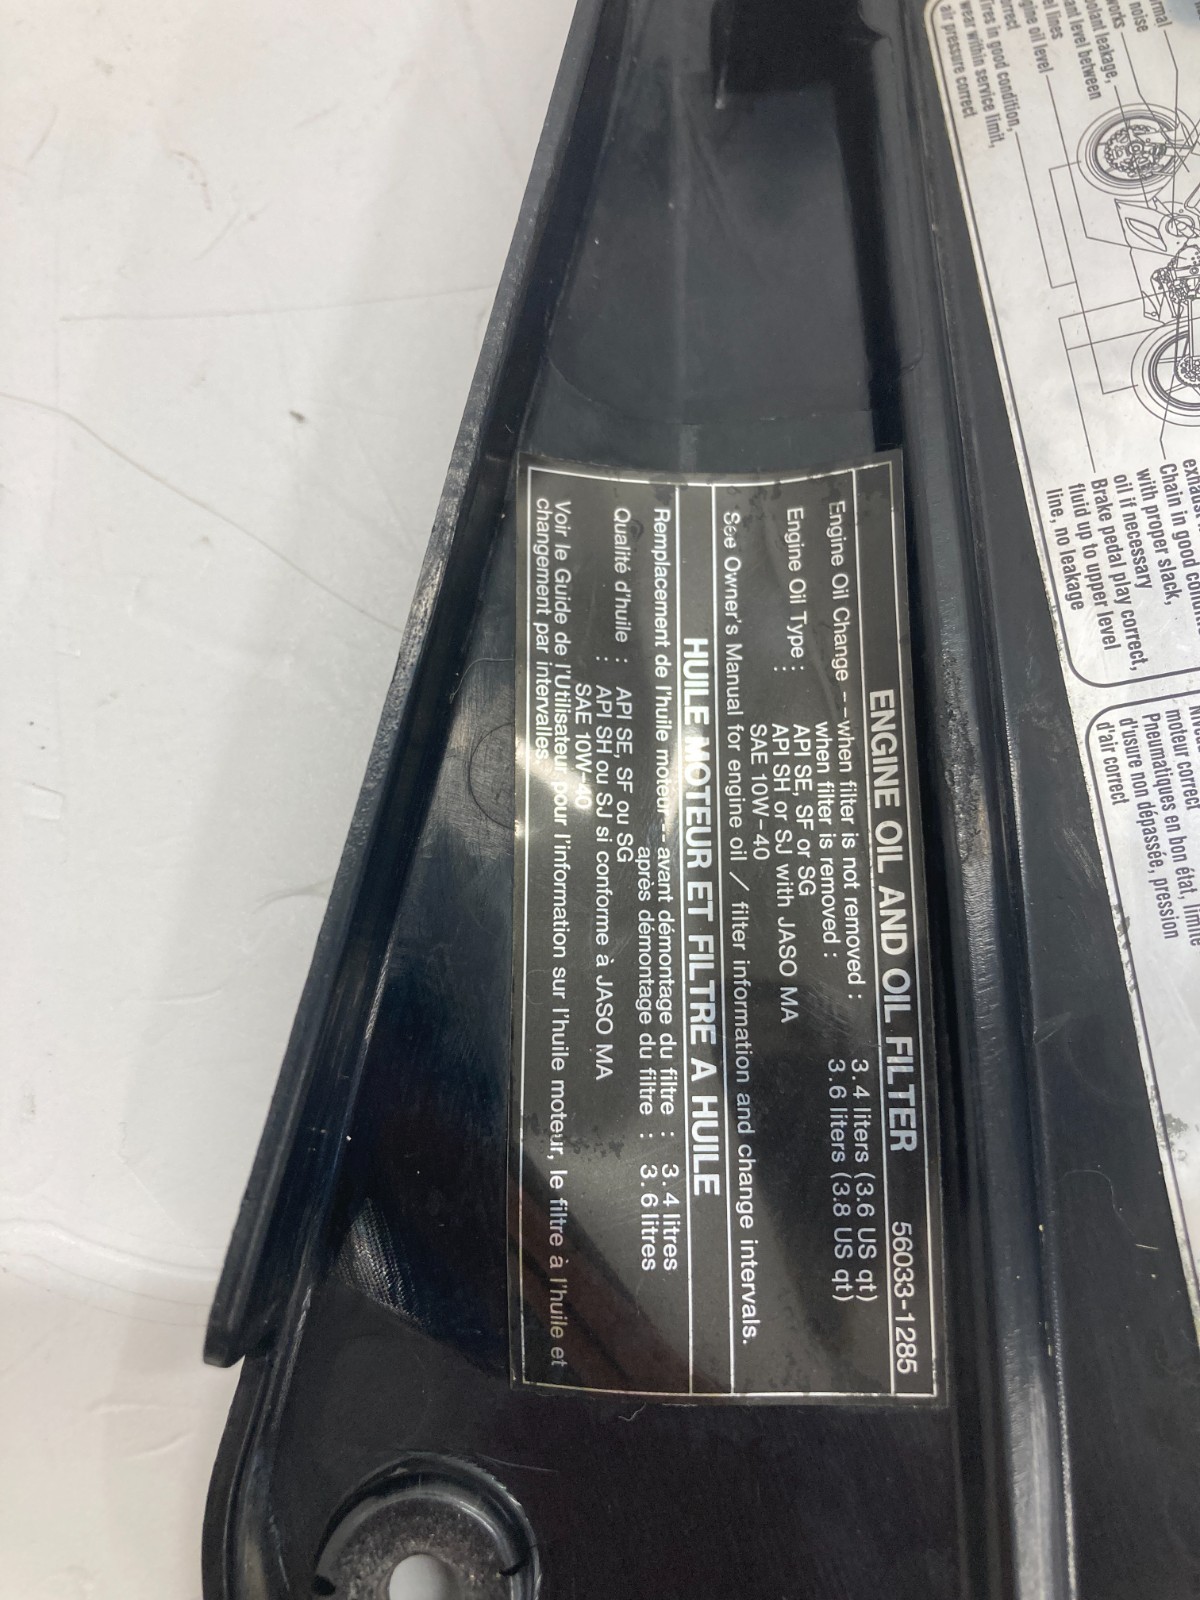 noise
works
coolant leakage,
level between
el lines
engine oil level
Tires in good condition,
wear within service limit,
air pressure correct
Chain in good
with proper slack,
oil if necessary
Brake pedal play correct,
fluid up to upper level
line, no leakage
moteur correct
Pneumatiques en bon état, limite
d'usure non dépassée, pression
d'air correct
ENGINE OIL AND OIL FILTER 56033-1285
Engine Oil Change -- when filter is not removed : 3.4 liters (3.6 US qt)
when filter is removed : 3.6 liters (3.8 US qt)
Engine Oil Type : API SE, SF or SG
: API SH or SJ with JASO MA
SAE 10W-40
See Owner's Manual for engine oil / filter information and change intervals.
HUILE MOTEUR ET FILTRE A HUILE
Remplacement de l'huile moteur -- avant démontage du filtre : 3.4 litres
après démontage du filtre : 3.6 litres
Qualité d'huile : API SE, SF ou SG
: API SH ou SJ si conforme à JASO MA
SAE 10W-40
Voir le Guide de l'Utilisateur pour l'information sur l'huile moteur, le filtre à l'huile et
changement par intervalles.